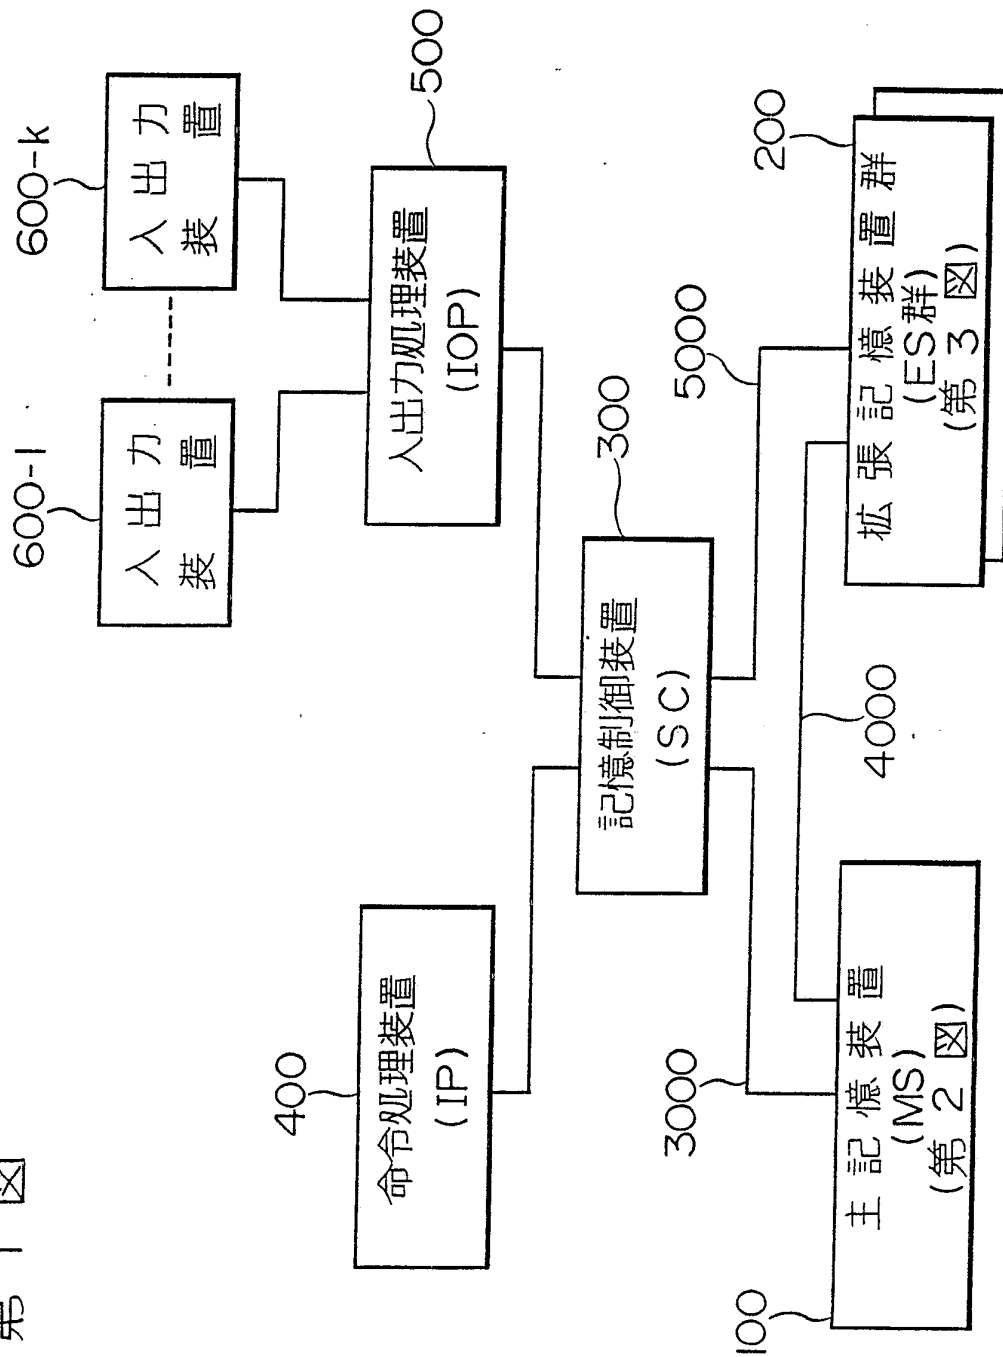 第1図
600-1
600-k
入出力
装置
入出力
装置
500
入出力処理装置
(IOP)
400
命令処理装置
(IP)
300
記憶制御装置
(SC)
3000
4000
5000
100
主記憶装置
(MS)
(第2図)
200
拡張記憶装置群
(ES群)
(第3図)